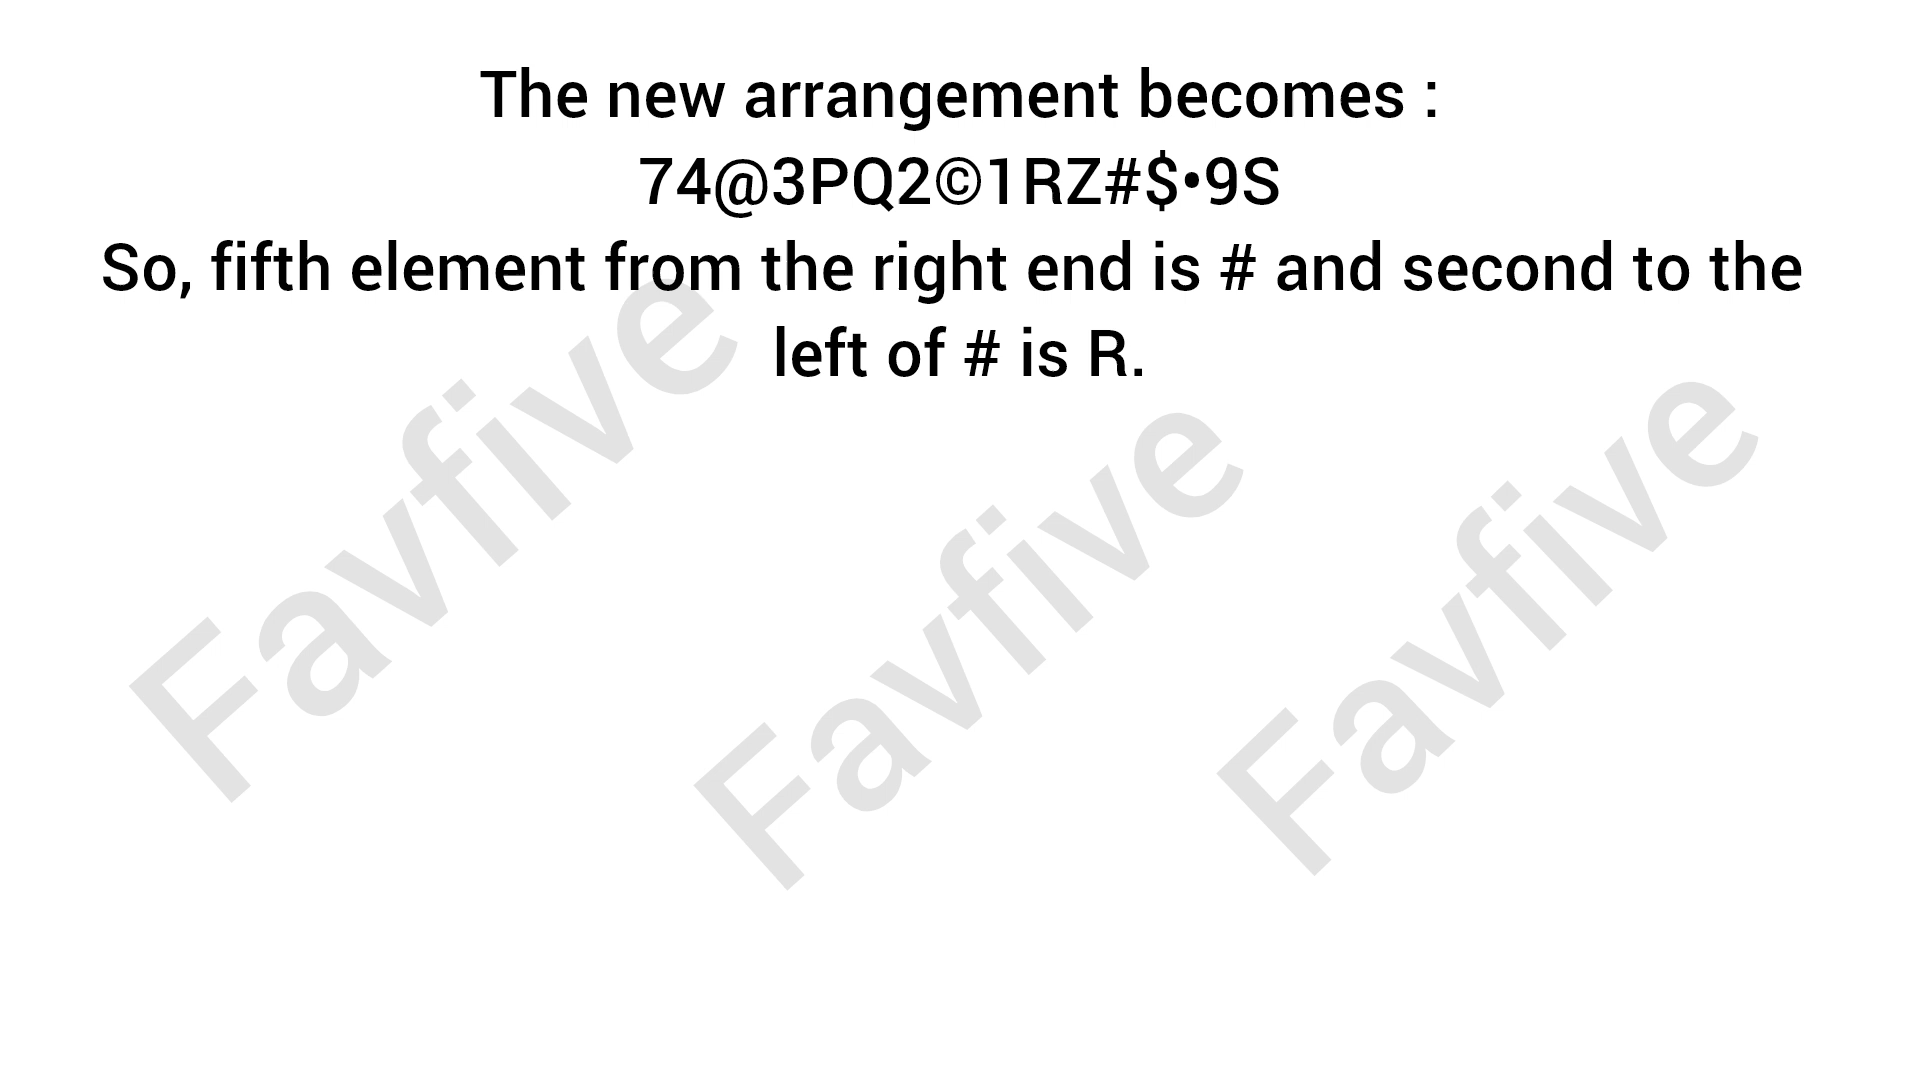 The new arrangement becomes :
74@3PQ2©1RZ#$•9S
So, fifth element from the right end is # and second to the
left of # is R.
Favfive
Favfive
Favfive